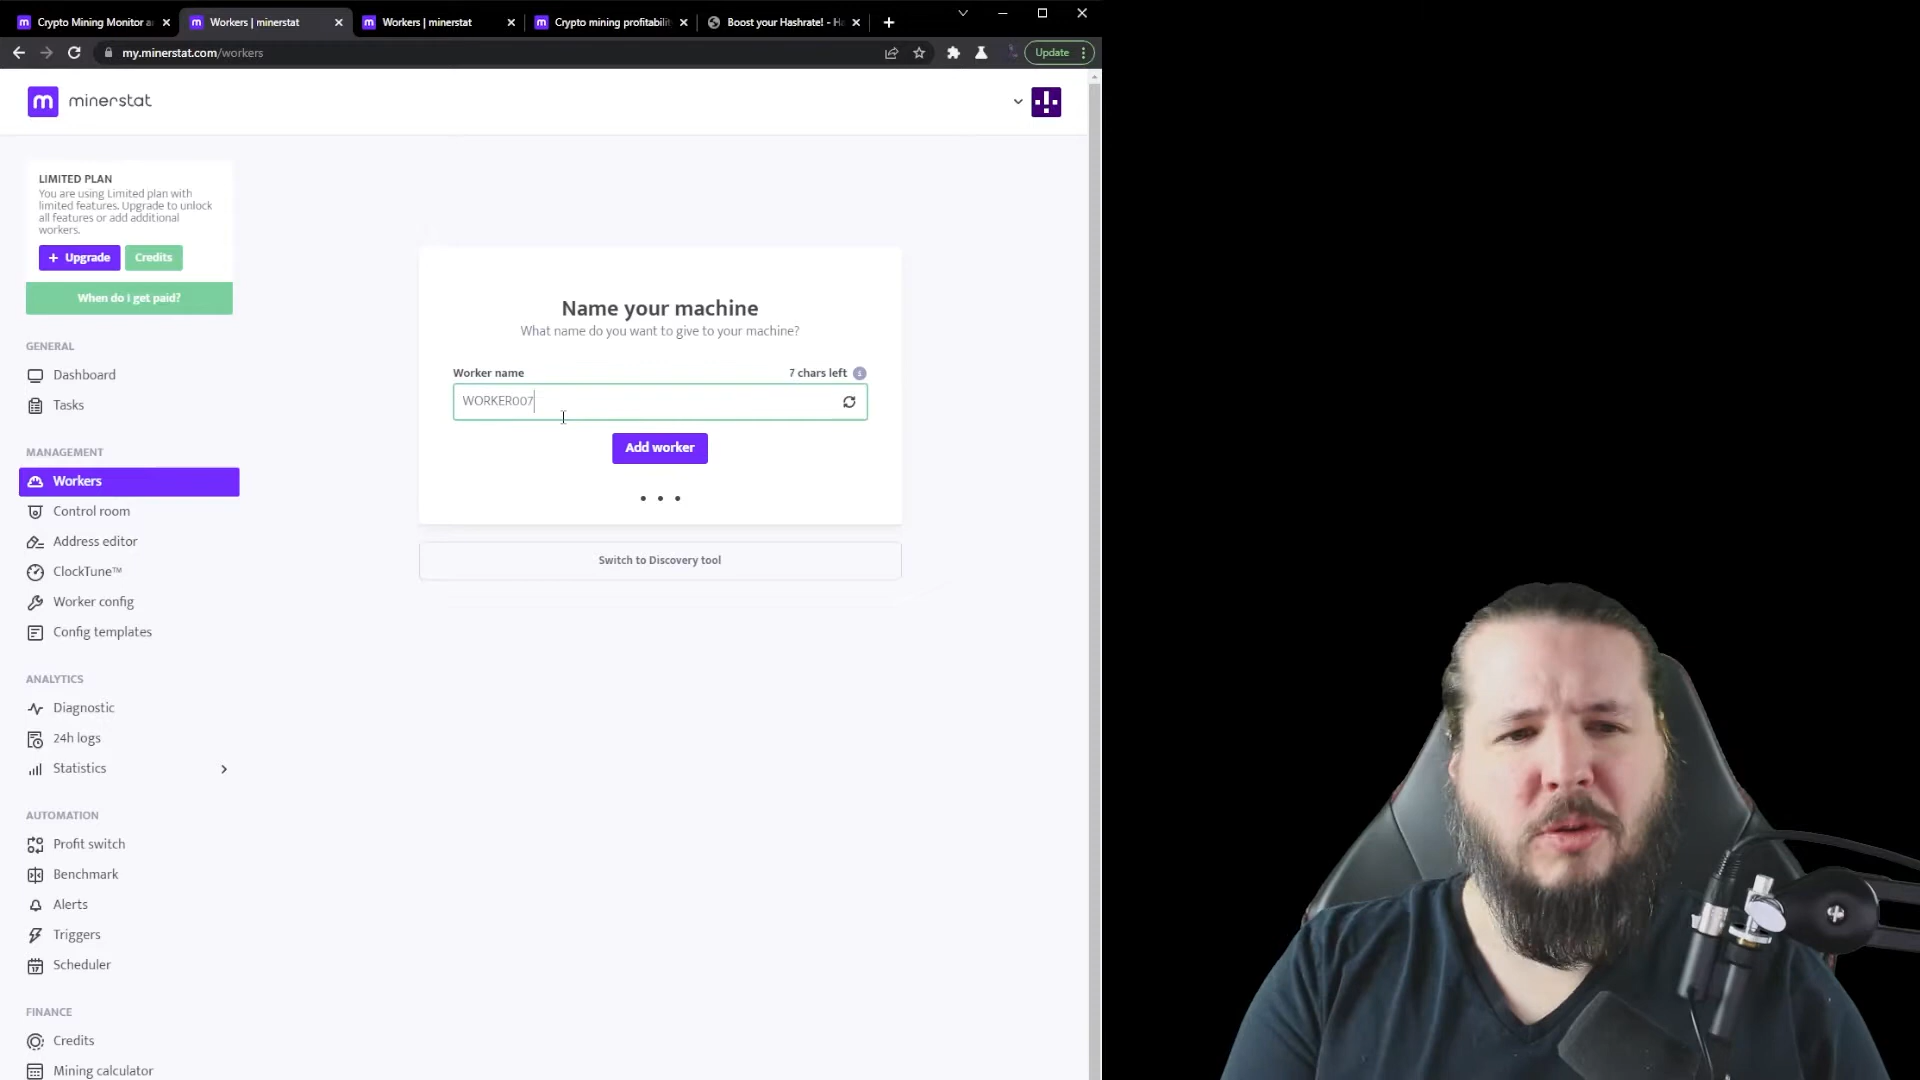 Crypto Mining Monitor a
Workers | minerstat
Workers | minerstat
Crypto mining profitabili
Boost your Hashrate! - Ha
my.minerstat.com/workers
Update
minerstat
LIMITED PLAN
You are using Limited plan with
limited features. Upgrade to unlock
all features or add additional
workers.
+ Upgrade
Credits
When do I get paid?
GENERAL
Dashboard
Tasks
MANAGEMENT
Workers
Control room
Address editor
ClockTune™
Worker config
Config templates
ANALYTICS
Diagnostic
24h logs
Statistics
AUTOMATION
Profit switch
Benchmark
Alerts
Triggers
Scheduler
FINANCE
Credits
Mining calculator
Name your machine
What name do you want to give to your machine?
Worker name
7 chars left
WORKER007
Add worker
Switch to Discovery tool